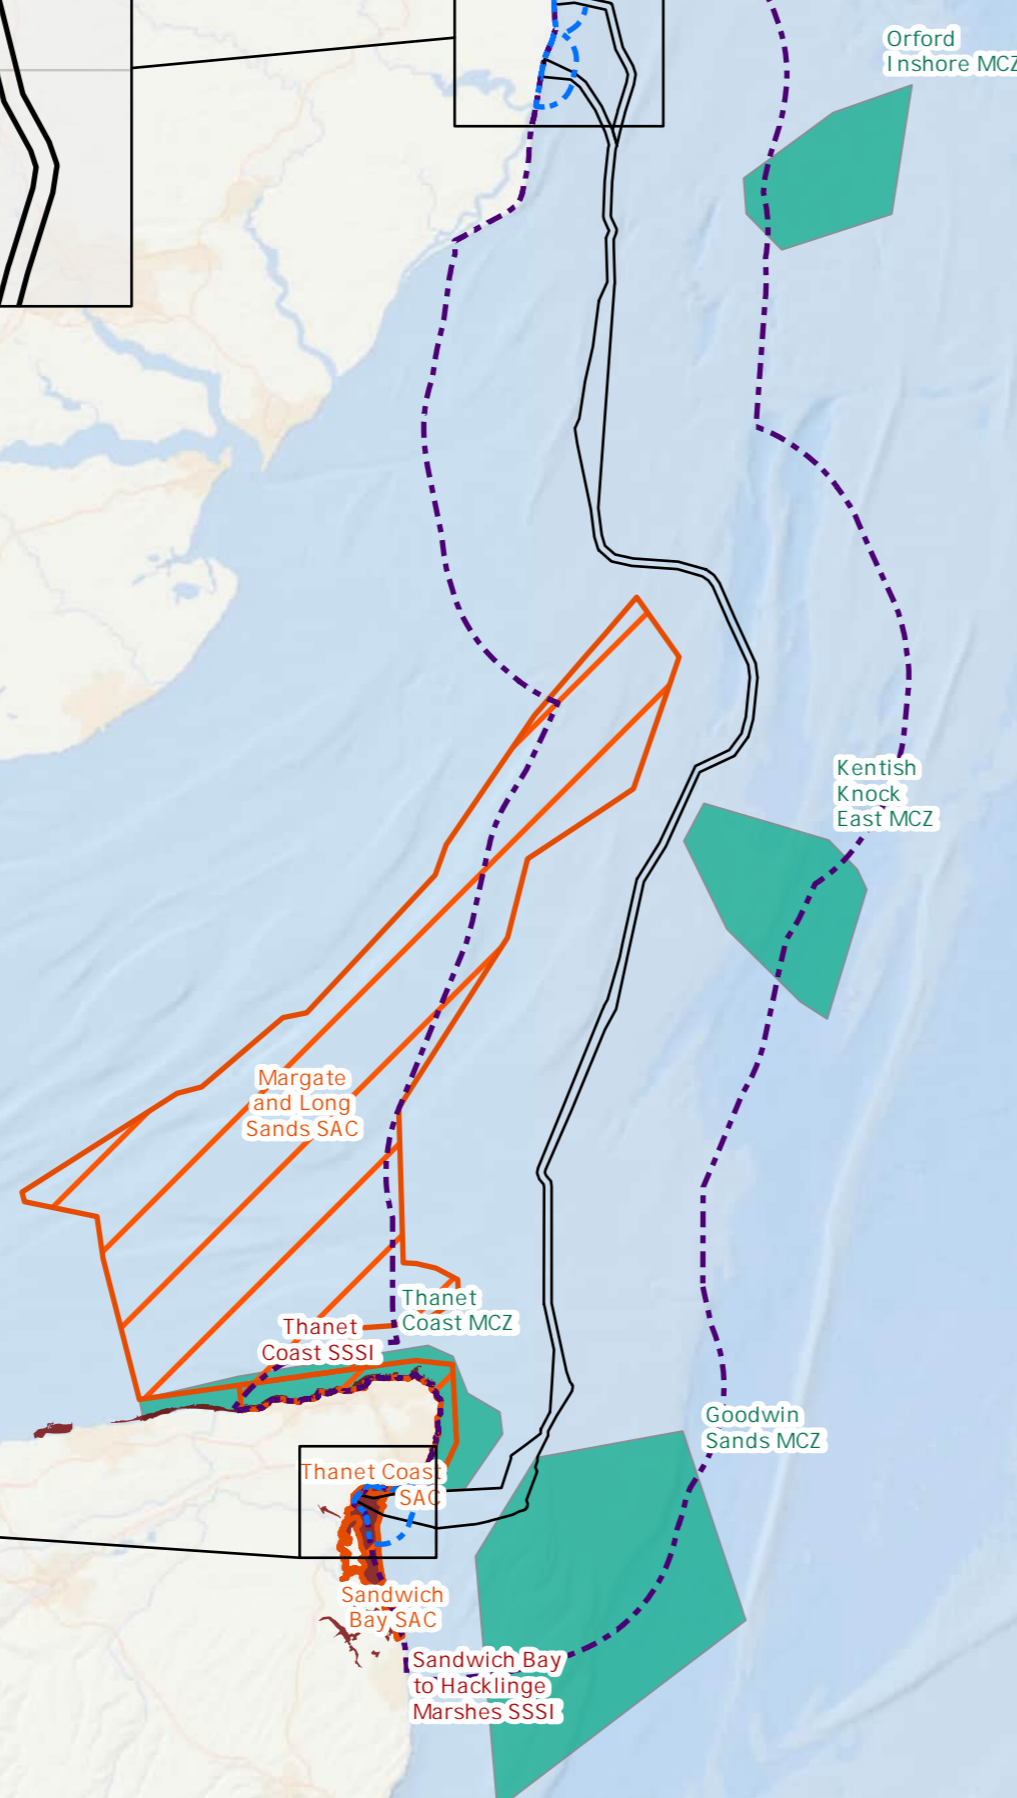 Orford
Inshore MCZ
Kentish
Knock
East MCZ
Margate
and Long
Sands SAC
Thanet
Coast MCZ
Thanet
Coast SSSI
Goodwin
Sands MCZ
Thanet Coast
SAC
Sandwich
Bay SAC
Sandwich Bay
to Hacklinge
Marshes SSSI